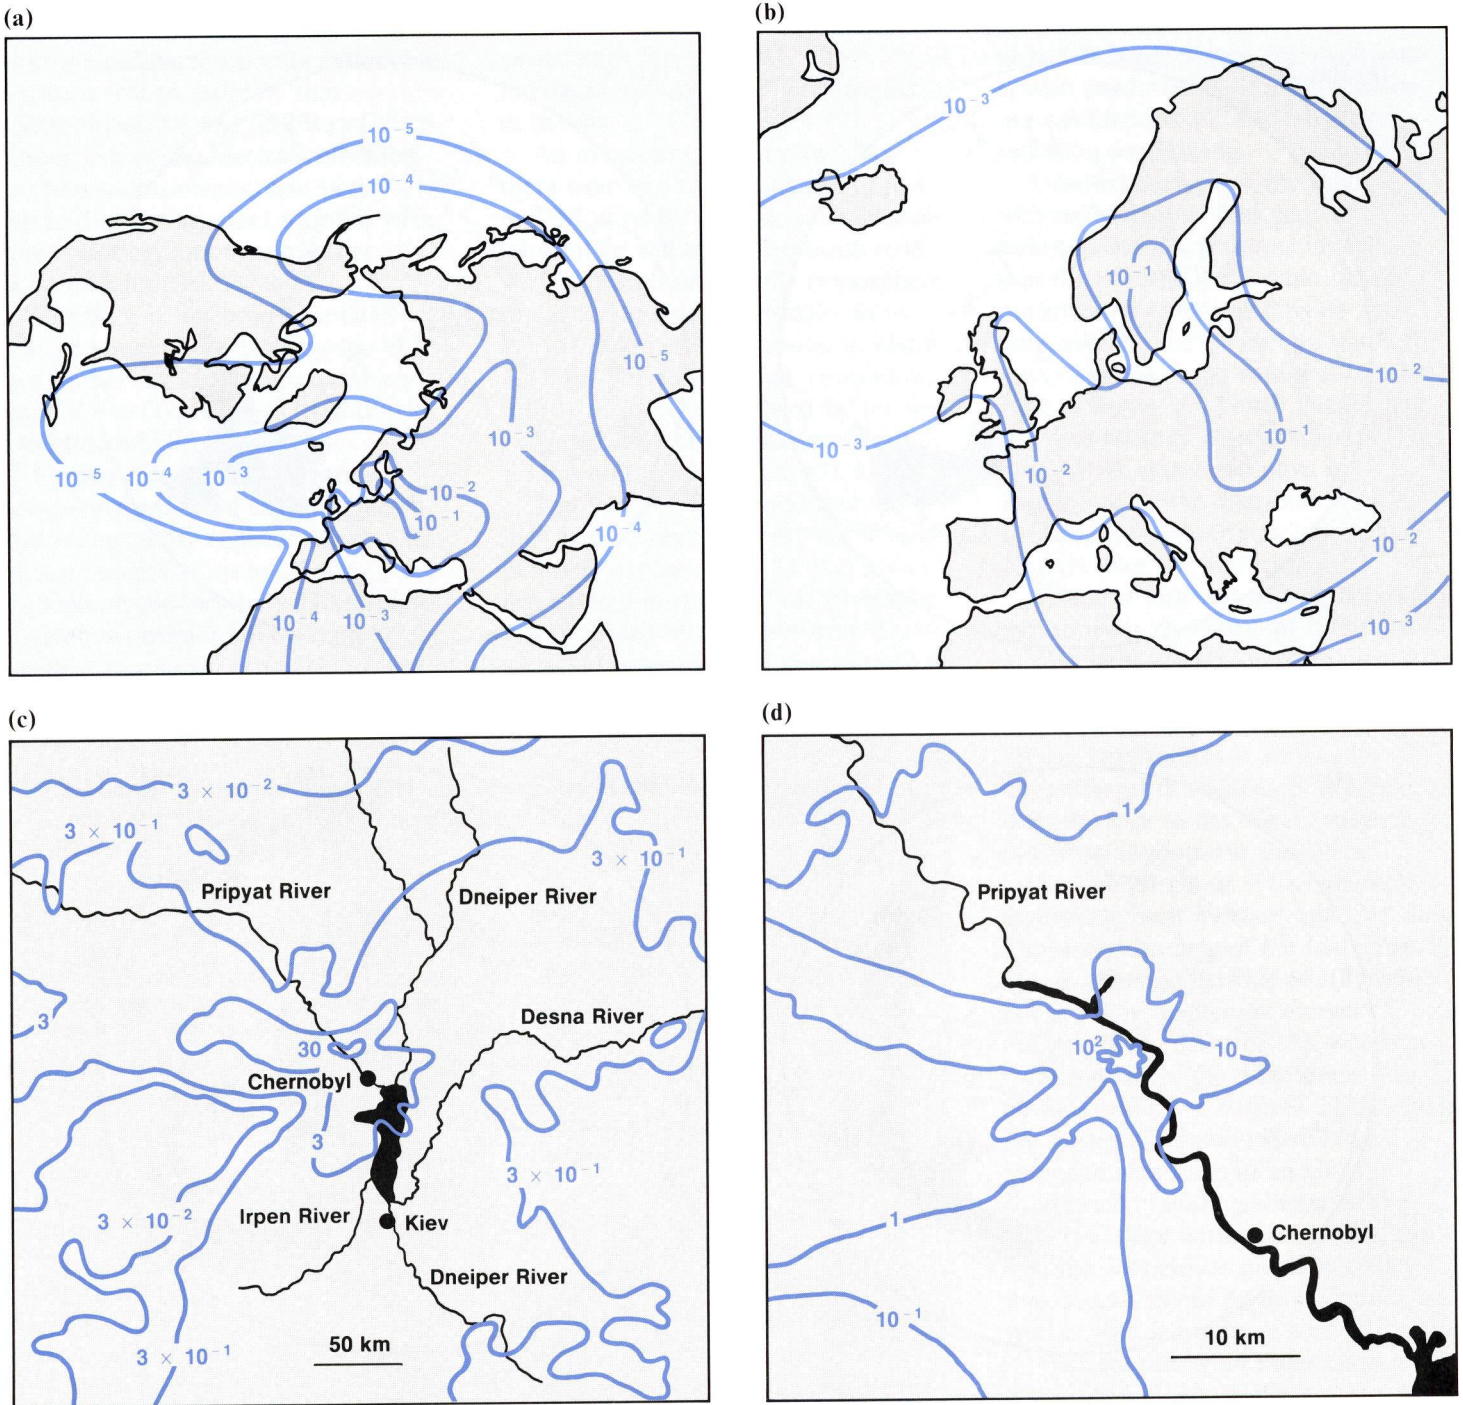 (a)
10⁻⁵
10⁻⁴
10⁻⁵
10⁻³
10⁻⁵
10⁻⁴
10⁻³
10⁻²
10⁻¹
10⁻⁴
10⁻⁴
10⁻³
(b)
10⁻³
10⁻¹
10⁻²
10⁻¹
10⁻³
10⁻²
10⁻²
10⁻³
(c)
3 × 10⁻²
3 × 10⁻¹
3 × 10⁻¹
Pripyat River
Dneiper River
3
Desna River
30
Chernobyl
3
3 × 10⁻¹
3 × 10⁻²
Irpen River
Kiev
Dneiper River
3 × 10⁻¹
50 km
(d)
1
Pripyat River
10²
10
1
Chernobyl
10⁻¹
10 km